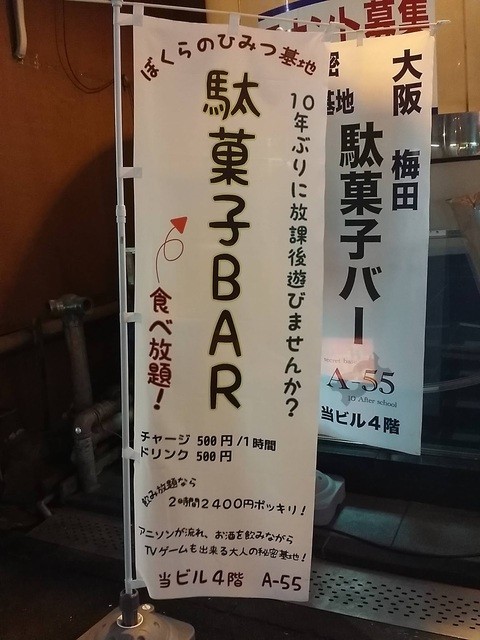 ぼくらのひみつ基地
10年ぶりに放課後遊びませんか?
駄菓子BAR
食べ放題!
チャージ 500円/1時間
ドリンク 500円
飲み放題なら
2時間2400円ポッキリ!
アニソンが流れ、お酒を飲みながら
TVゲームも出来る大人の秘密基地!
当ビル4階 A-55
大阪 梅田
密
基地
駄菓子バー
A-55
10 After school
当ビル4階
ント募集